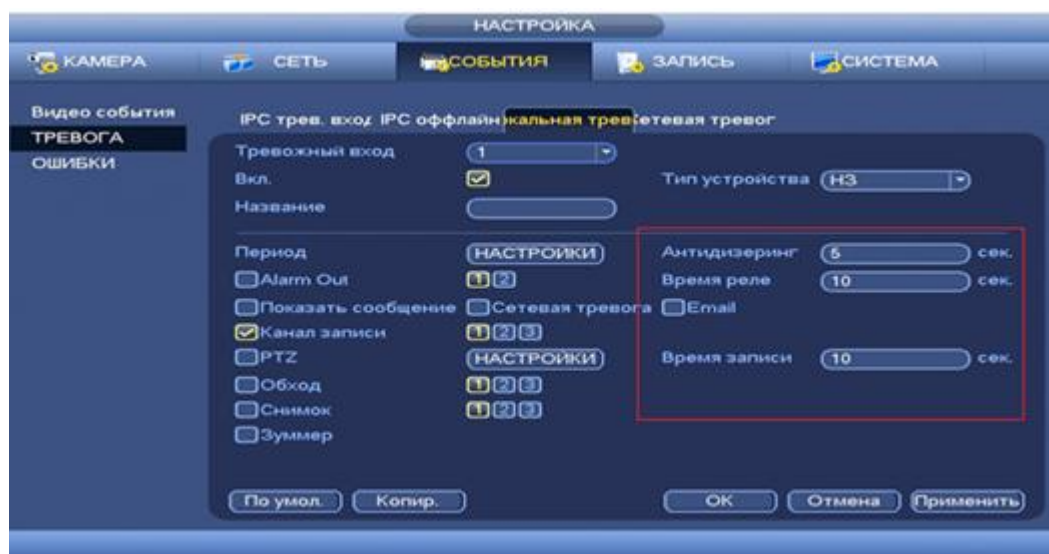 НАСТРОЙКА
КАМЕРА СЕТЬ СОБЫТИЯ ЗАПИСЬ СИСТЕМА
Видео события
ТРЕВОГА
ОШИБКИ
IPC трев. вход IPC оффлайн кальная трев етевая тревог
Тревожный вход 1
Вкл. Тип устройства НЗ
Название
Период НАСТРОЙКИ Антидизеринг 5 сек.
Alarm Out 1 2 Время реле 10 сек.
Показать сообщение Сетевая тревога Email
Канал записи 1 2 3
PTZ НАСТРОЙКИ Время записи 10 сек.
Обход 1 2 3
Снимок 1 2 3
Зуммер
По умол. Копир. OK Отмена Применить